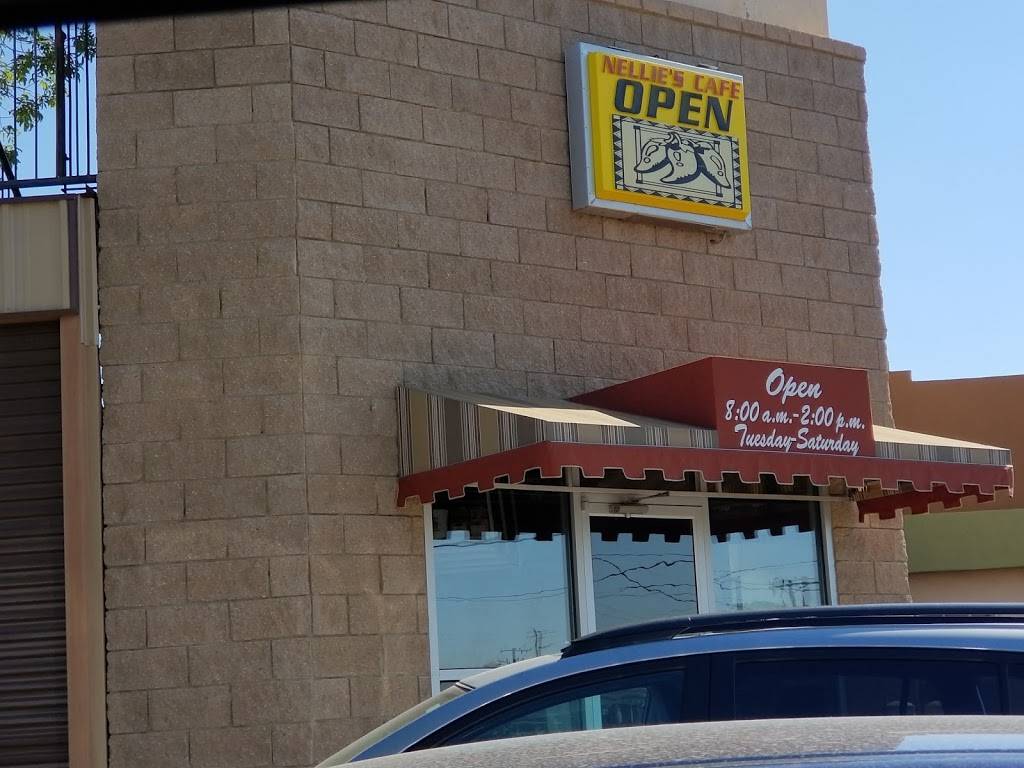 NELLIE'S CAFE
OPEN
Open
8:00 a.m.-2:00 p.m.
Tuesday-Saturday